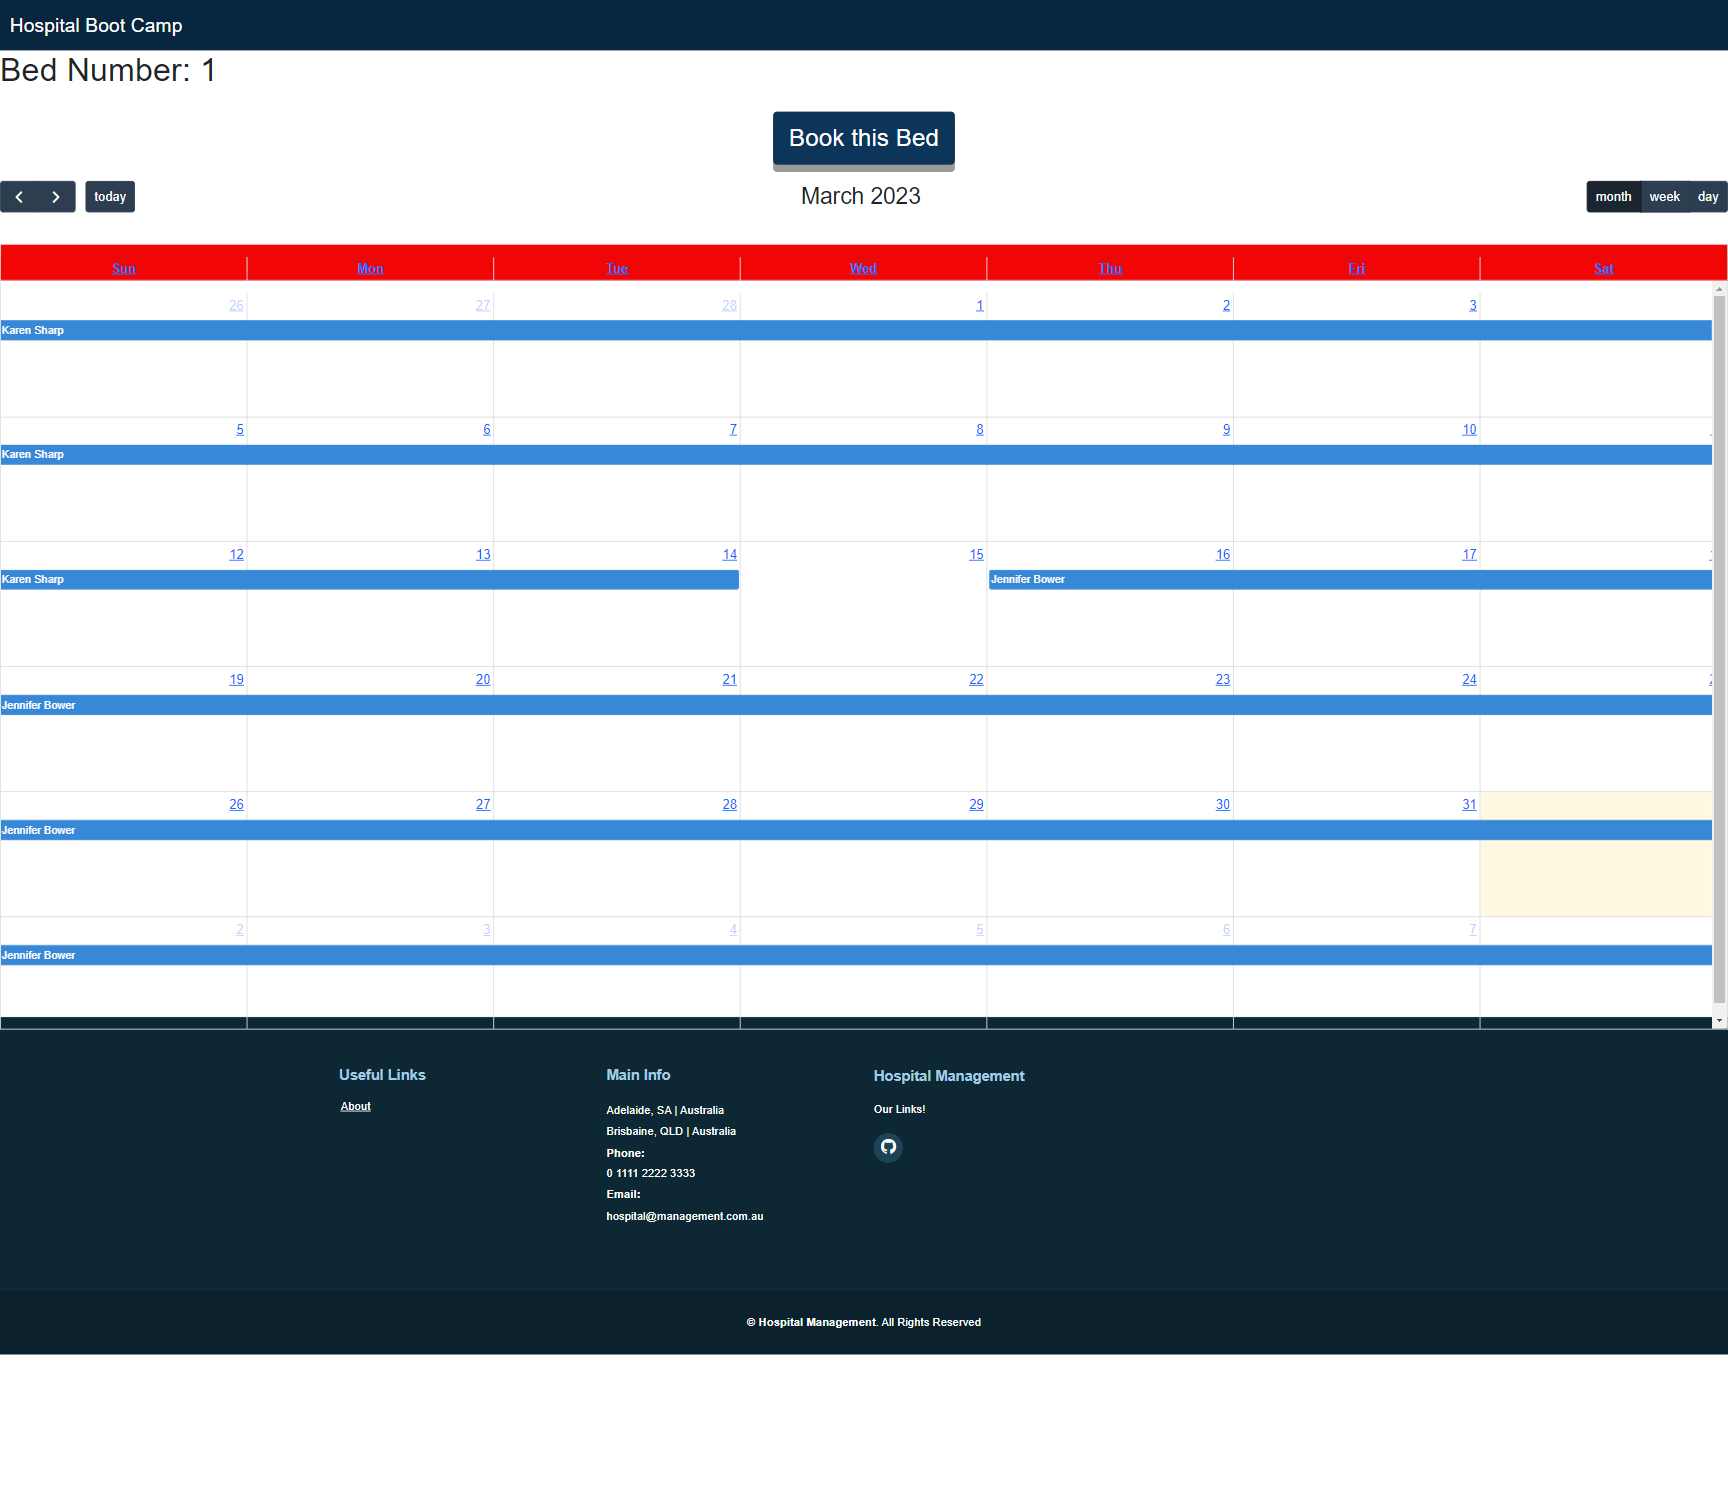 Hospital Boot Camp
Bed Number: 1
Book this Bed
today
March 2023
month week day
Sun Mon Tue Wed Thu Fri Sat
26 27 28 1 2 3
Karen Sharp
5 6 7 8 9 10
Karen Sharp
12 13 14 15 16 17
Karen Sharp Jennifer Bower
19 20 21 22 23 24
Jennifer Bower
26 27 28 29 30 31
Jennifer Bower
2 3 4 5 6 7
Jennifer Bower
Useful Links
About
Main Info
Adelaide, SA | Australia
Brisbaine, QLD | Australia
Phone:
0 1111 2222 3333
Email:
hospital@management.com.au
Hospital Management
Our Links!
© Hospital Management. All Rights Reserved